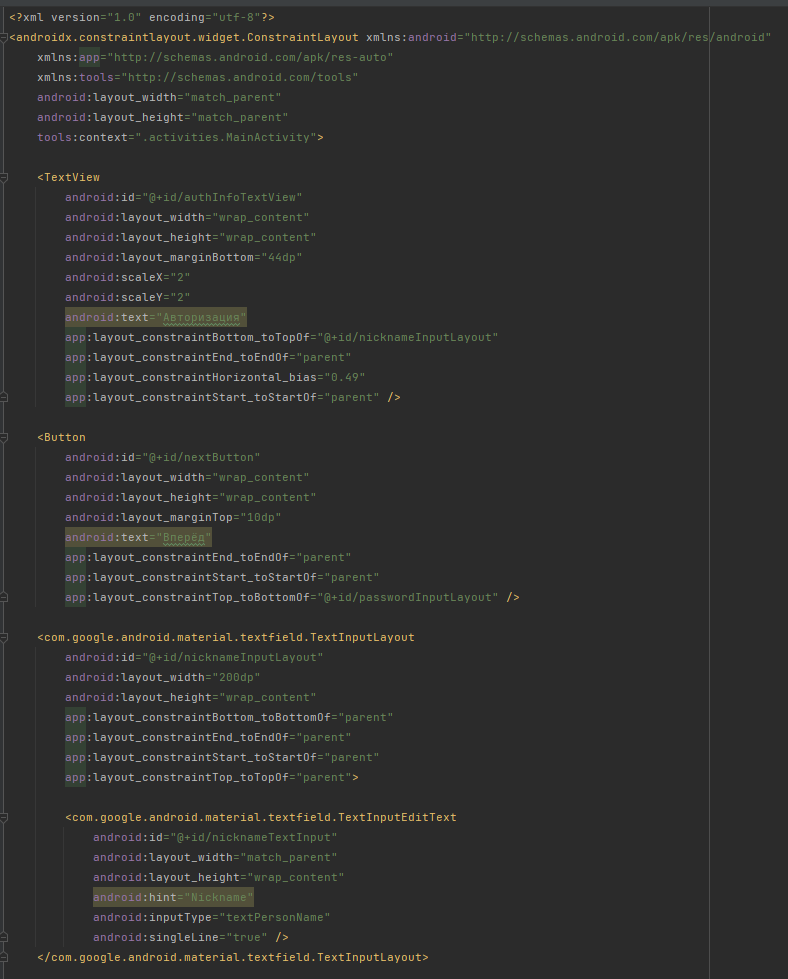 <?xml version="1.0" encoding="utf-8"?>
<androidx.constraintlayout.widget.ConstraintLayout xmlns:android="http://schemas.android.com/apk/res/android"
    xmlns:app="http://schemas.android.com/apk/res-auto"
    xmlns:tools="http://schemas.android.com/tools"
    android:layout_width="match_parent"
    android:layout_height="match_parent"
    tools:context=".activities.MainActivity">
    <TextView
        android:id="@+id/authInfoTextView"
        android:layout_width="wrap_content"
        android:layout_height="wrap_content"
        android:layout_marginBottom="44dp"
        android:scaleX="2"
        android:scaleY="2"
        android:text="Авторизация"
        app:layout_constraintBottom_toTopOf="@+id/nicknameInputLayout"
        app:layout_constraintEnd_toEndOf="parent"
        app:layout_constraintHorizontal_bias="0.49"
        app:layout_constraintStart_toStartOf="parent" />
    <Button
        android:id="@+id/nextButton"
        android:layout_width="wrap_content"
        android:layout_height="wrap_content"
        android:layout_marginTop="10dp"
        android:text="Вперёд"
        app:layout_constraintEnd_toEndOf="parent"
        app:layout_constraintStart_toStartOf="parent"
        app:layout_constraintTop_toBottomOf="@+id/passwordInputLayout" />
    <com.google.android.material.textfield.TextInputLayout
        android:id="@+id/nicknameInputLayout"
        android:layout_width="200dp"
        android:layout_height="wrap_content"
        app:layout_constraintBottom_toBottomOf="parent"
        app:layout_constraintEnd_toEndOf="parent"
        app:layout_constraintStart_toStartOf="parent"
        app:layout_constraintTop_toTopOf="parent">
        <com.google.android.material.textfield.TextInputEditText
            android:id="@+id/nicknameTextInput"
            android:layout_width="match_parent"
            android:layout_height="wrap_content"
            android:hint="Nickname"
            android:inputType="textPersonName"
            android:singleLine="true" />
    </com.google.android.material.textfield.TextInputLayout>